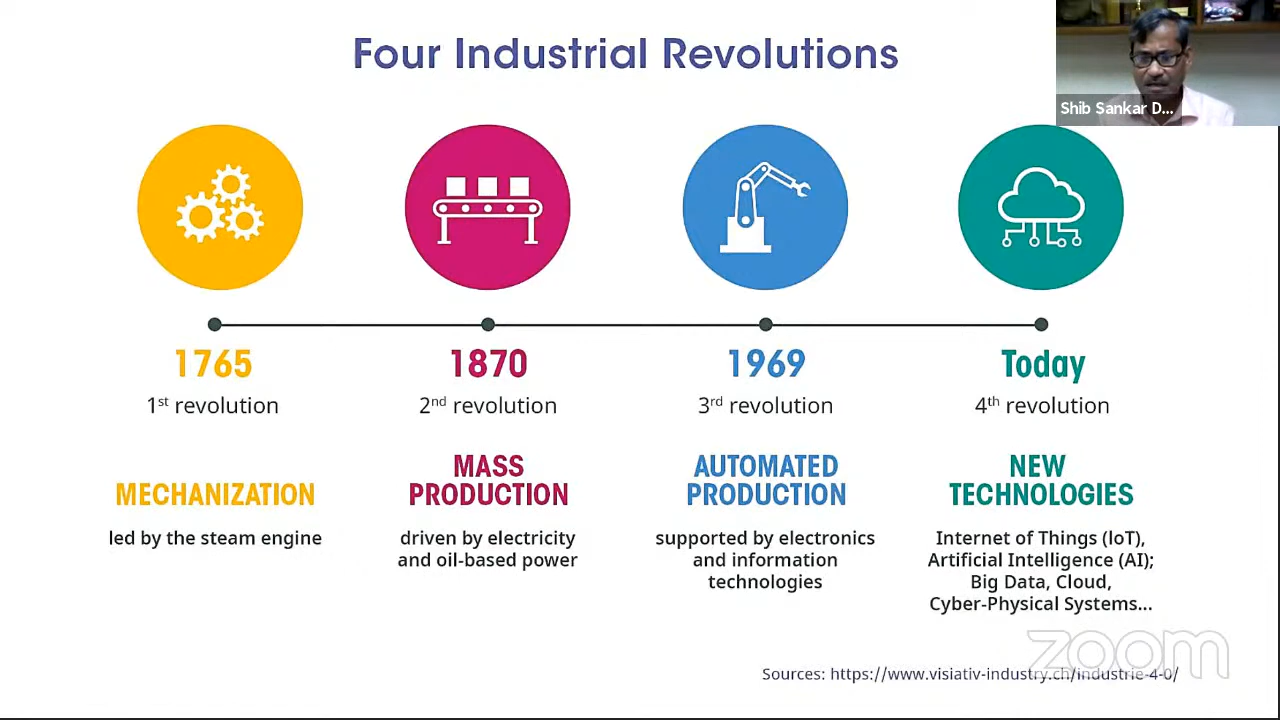 Four Industrial Revolutions
Shib Sankar D...
1765
1st revolution
MECHANIZATION
led by the steam engine
1870
2nd revolution
MASS
PRODUCTION
driven by electricity
and oil-based power
1969
3rd revolution
AUTOMATED
PRODUCTION
supported by electronics
and information
technologies
Today
4th revolution
NEW
TECHNOLOGIES
Internet of Things (IoT),
Artificial Intelligence (AI);
Big Data, Cloud,
Cyber-Physical Systems...
zoom
Sources: https://www.visiativ-industry.ch/industrie-4-0/